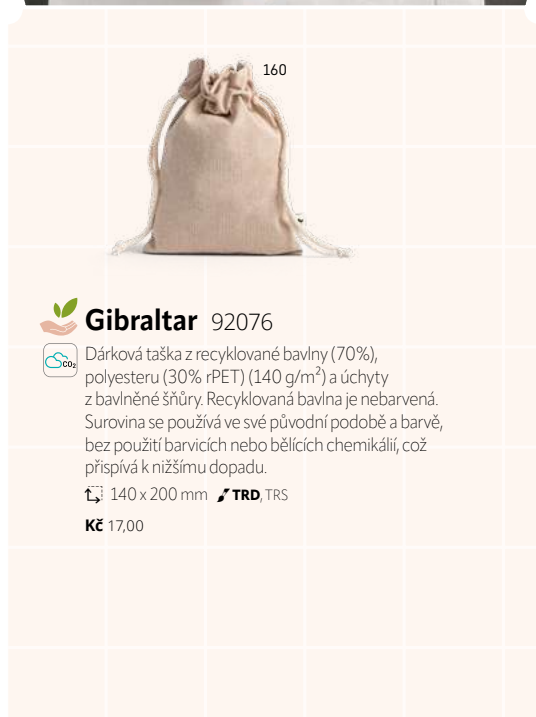 160
Gibraltar 92076
CO₂
Dárková taška z recyklované bavlny (70%),
polyesteru (30% rPET) (140 g/m²) a úchyty
z bavlněné šňůry. Recyklovaná bavlna je nebarvená.
Surovina se používá ve své původní podobě a barvě,
bez použití barvicích nebo bělících chemikálií, což
přispívá k nižšímu dopadu.
140 x 200 mm TRD, TRS
Kč 17,00